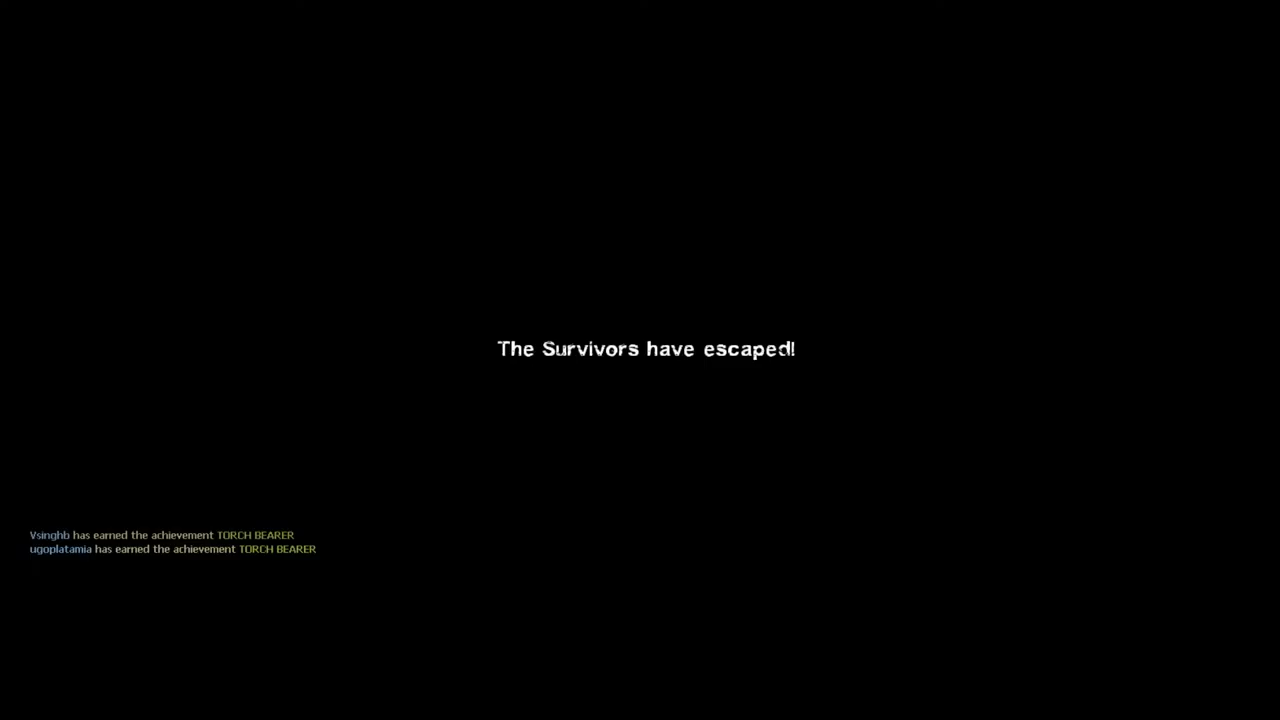 The Survivors have escaped!
Vsinghb has earned the achievement TORCH BEARER
ugoplatamia has earned the achievement TORCH BEARER